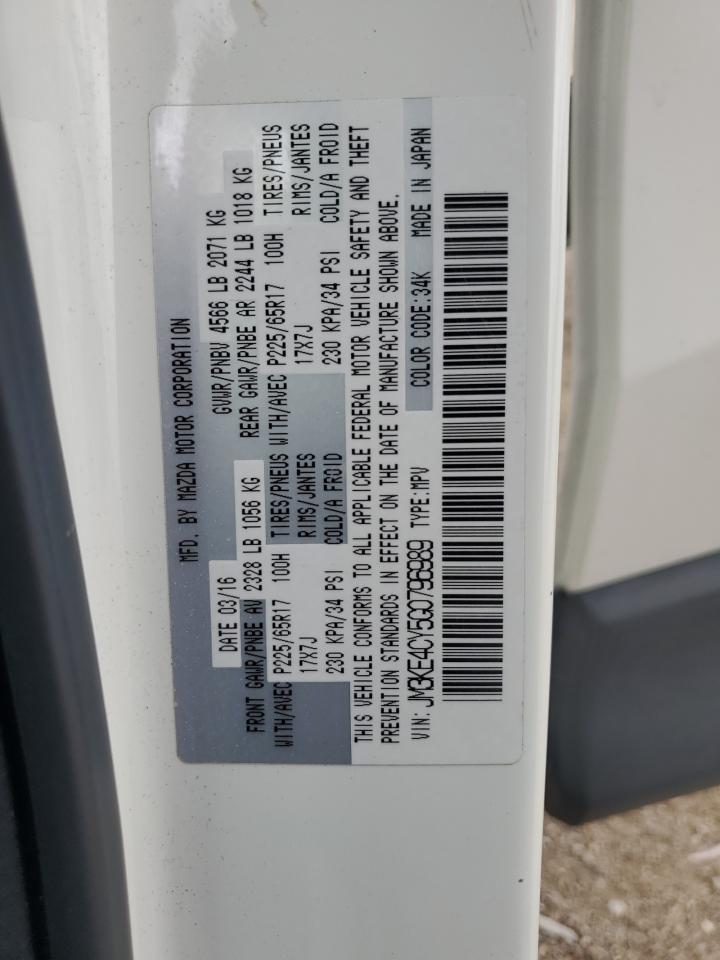 MFD. BY MAZDA MOTOR CORPORATION
DATE 03/16 GVWR/PNBV 4566 LB 2071 KG
FRONT GAWR/PNBE AV 2328 LB 1056 KG REAR GAWR/PNBE AR 2244 LB 1018 KG
WITH/AVEC P225/65R17 100H TIRES/PNEUS WITH/AVEC P225/65R17 100H TIRES/PNEUS
17X7J RIMS/JANTES 17X7J RIMS/JANTES
230 KPA/34 PSI COLD/A FROID 230 KPA/34 PSI COLD/A FROID
THIS VEHICLE CONFORMS TO ALL APPLICABLE FEDERAL MOTOR VEHICLE SAFETY AND THEFT
PREVENTION STANDARDS IN EFFECT ON THE DATE OF MANUFACTURE SHOWN ABOVE.
VIN: JM3KE4CY5G0796989 TYPE:MPV COLOR CODE:34K MADE IN JAPAN